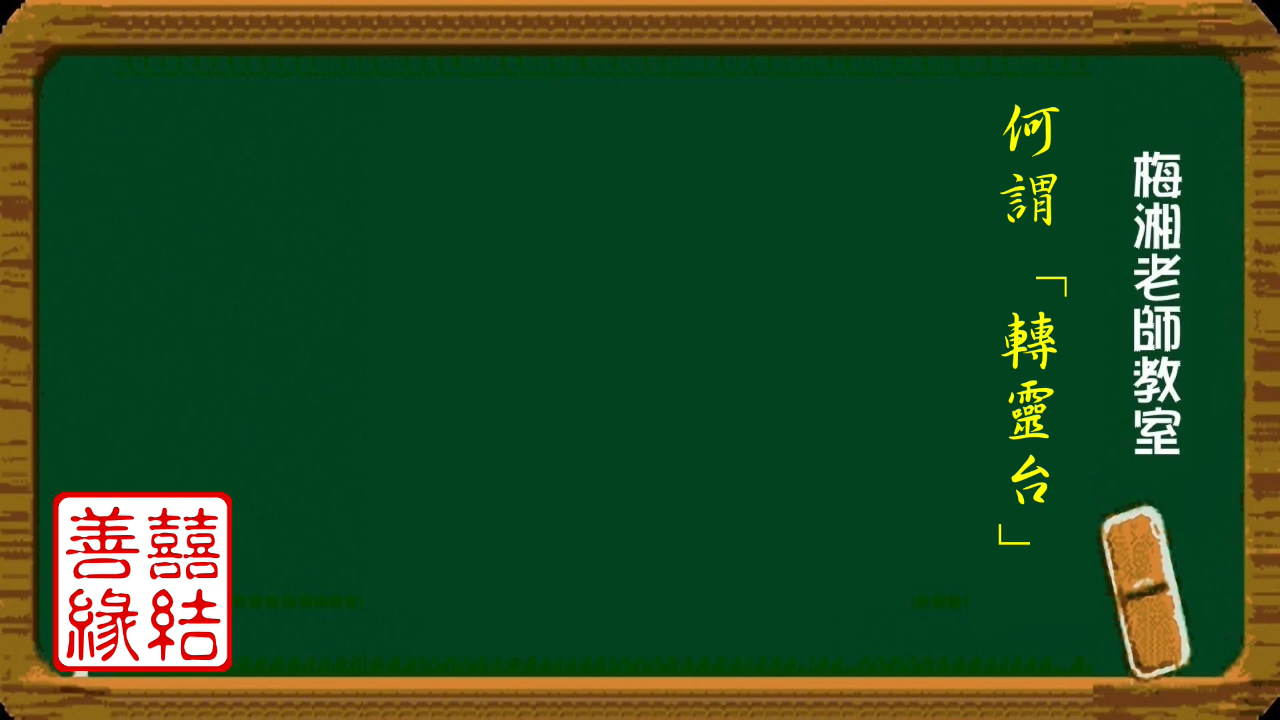 梅湘老師教室
何謂「轉靈台」
囍結
善緣